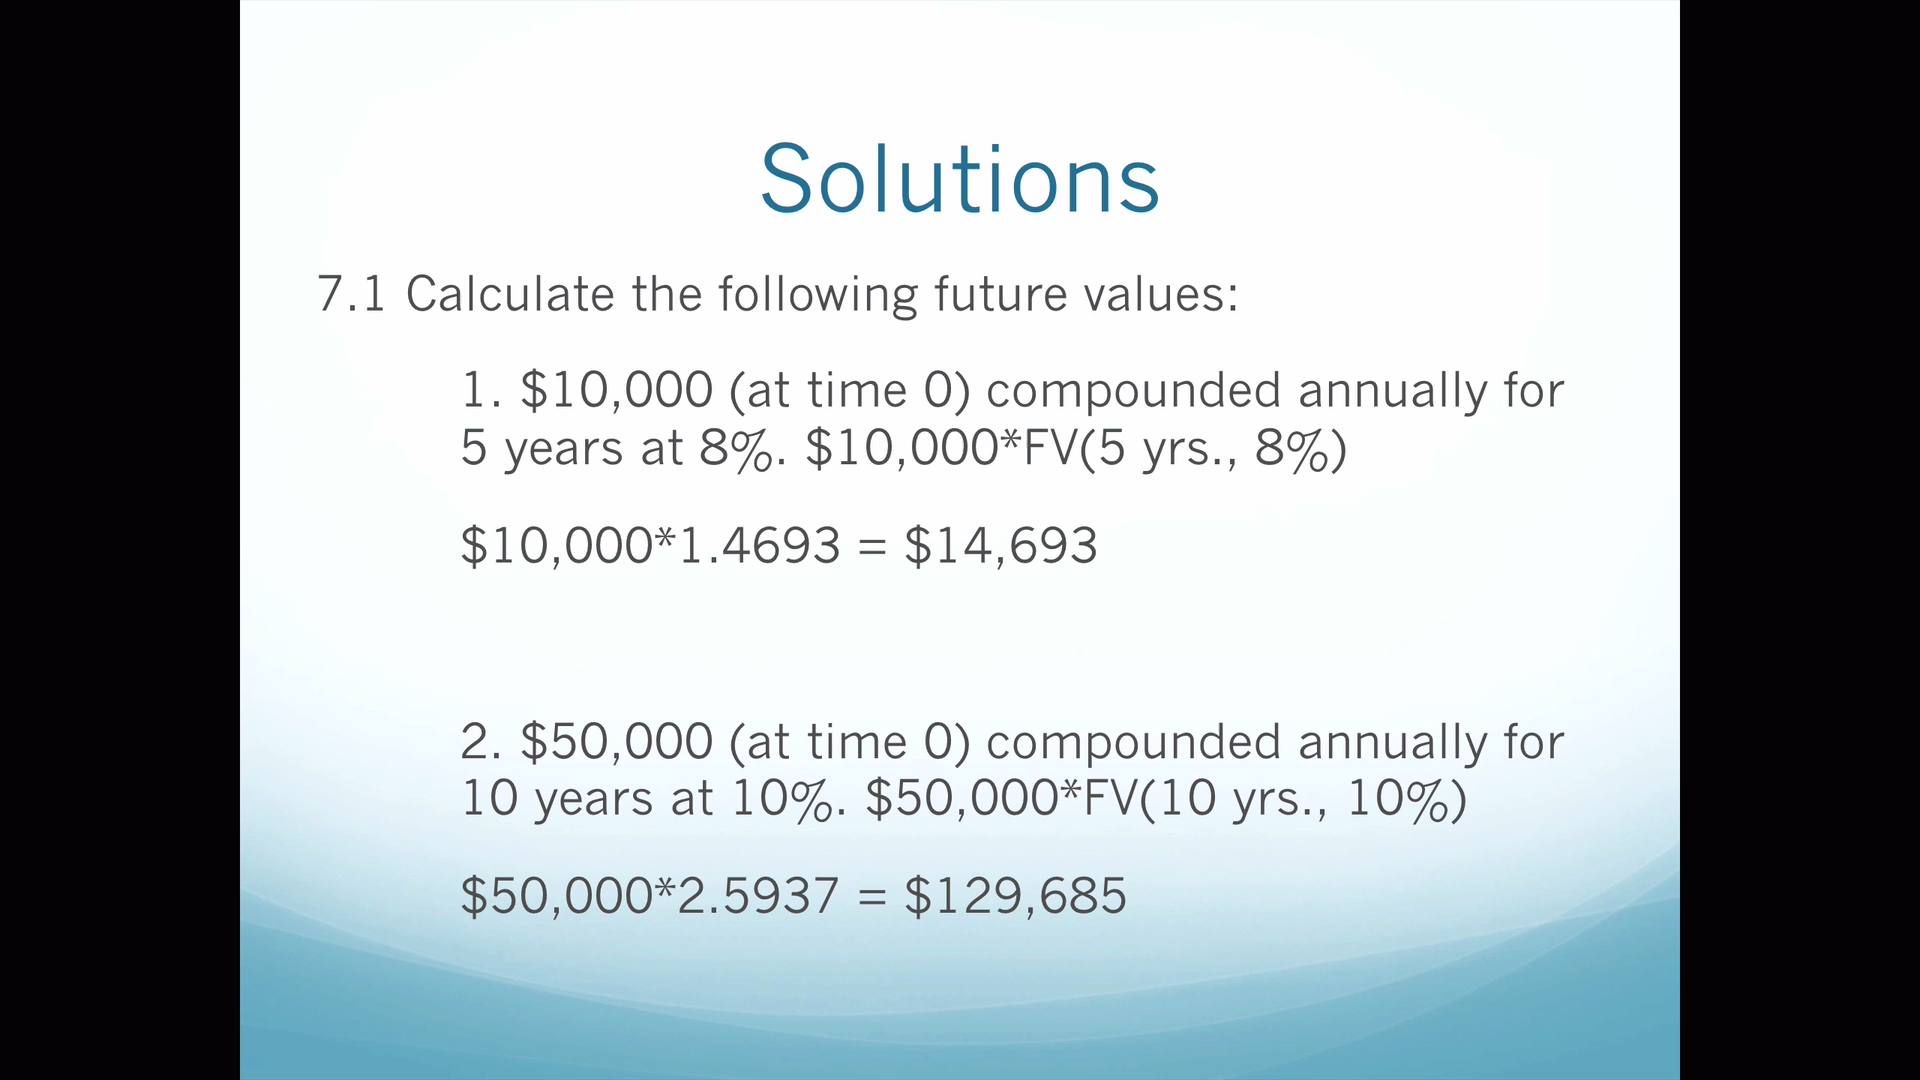 Solutions
7.1 Calculate the following future values:
1. $10,000 (at time 0) compounded annually for
5 years at 8%. $10,000*FV(5 yrs., 8%)
$10,000*1.4693 = $14,693
2. $50,000 (at time 0) compounded annually for
10 years at 10%. $50,000*FV(10 yrs., 10%)
$50,000*2.5937 = $129,685